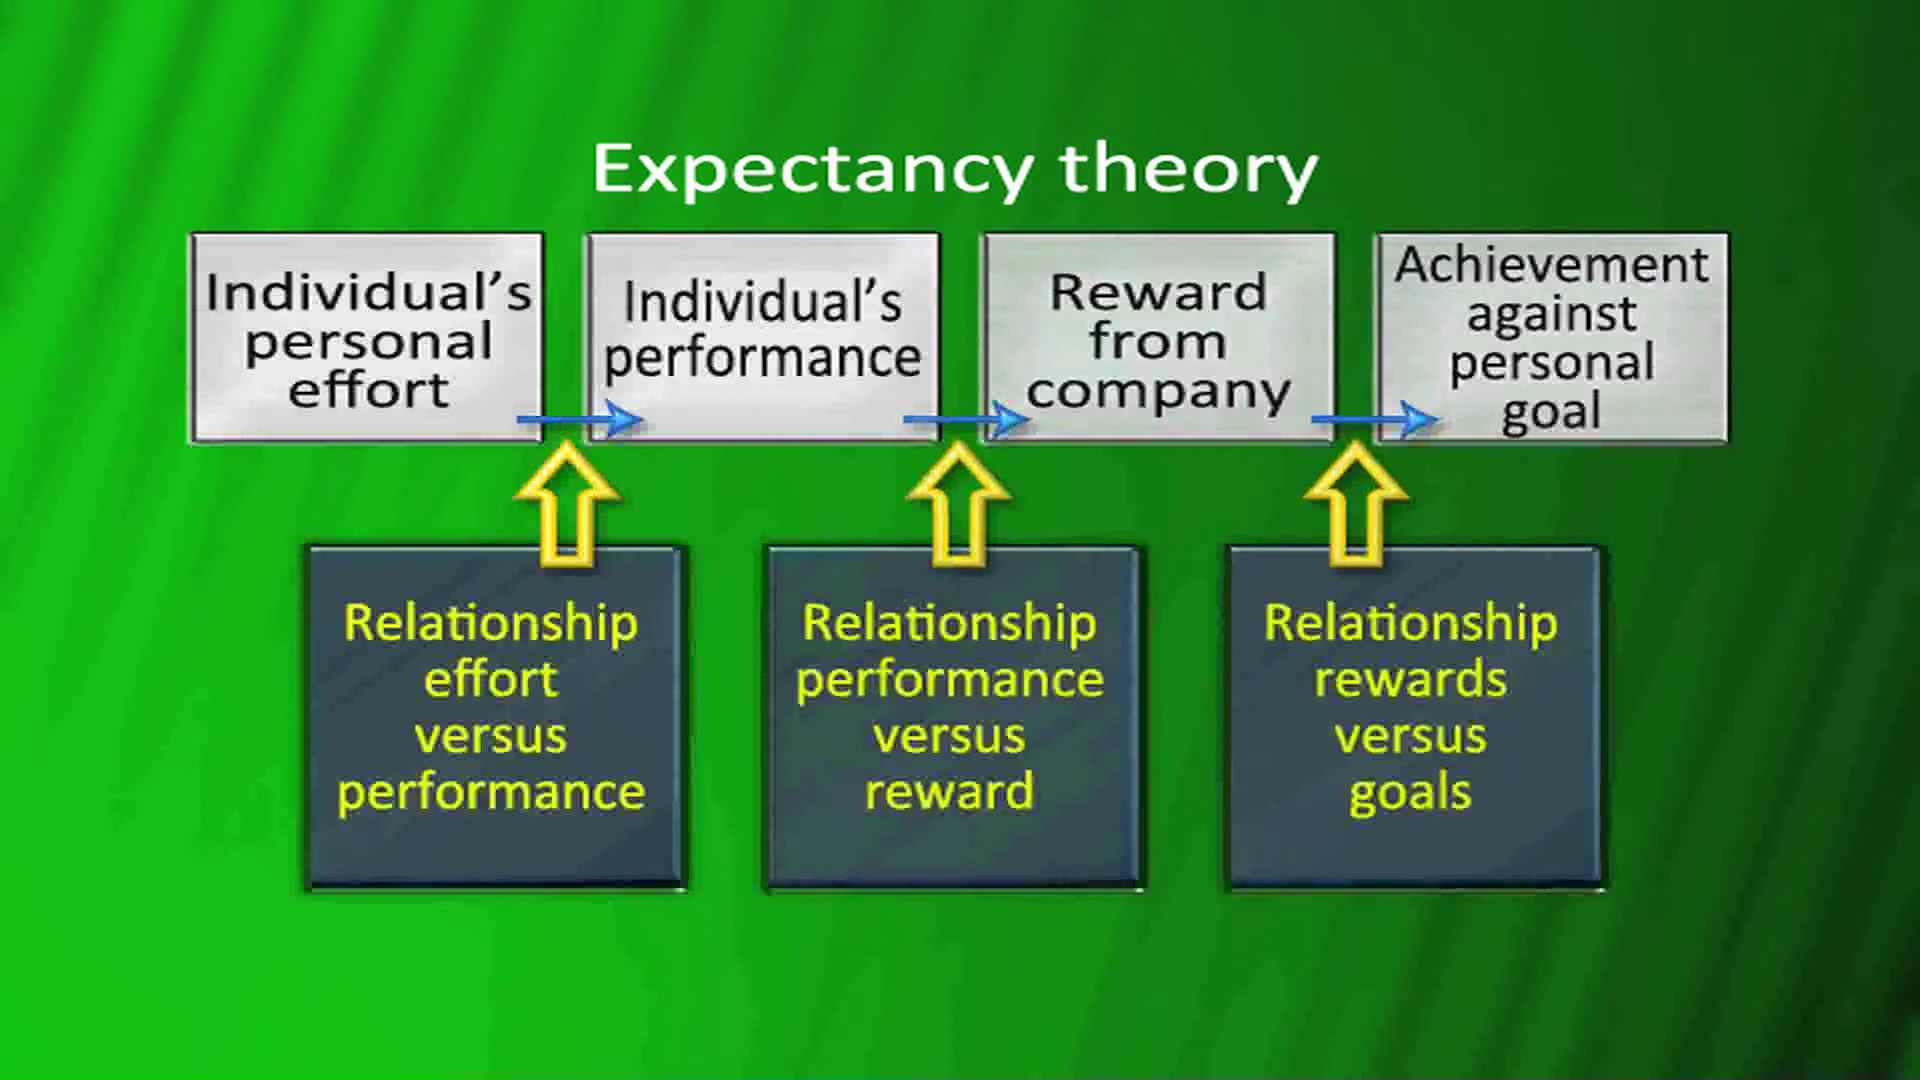 Expectancy theory
Individual’s
personal
effort
Individual’s
performance
Reward
from
company
Achievement
against
personal
goal
Relationship
effort
versus
performance
Relationship
performance
versus
reward
Relationship
rewards
versus
goals